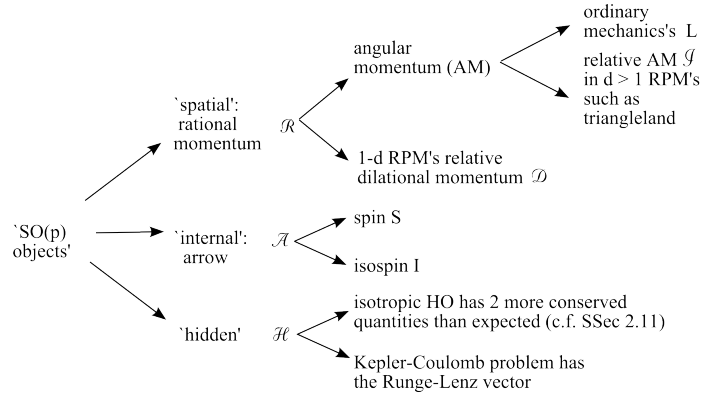 ordinary
mechanics's L
angular
momentum (AM)
relative AM 𝒥
in d > 1 RPM's
such as
triangleland
`spatial':
rational
momentum
ℛ
1-d RPM's relative
dilational momentum 𝒟
`SO(p)
objects'
`internal':
arrow
𝒜
spin S
isospin I
`hidden'
ℋ
isotropic HO has 2 more conserved
quantities than expected (c.f. SSec 2.11)
Kepler-Coulomb problem has
the Runge-Lenz vector